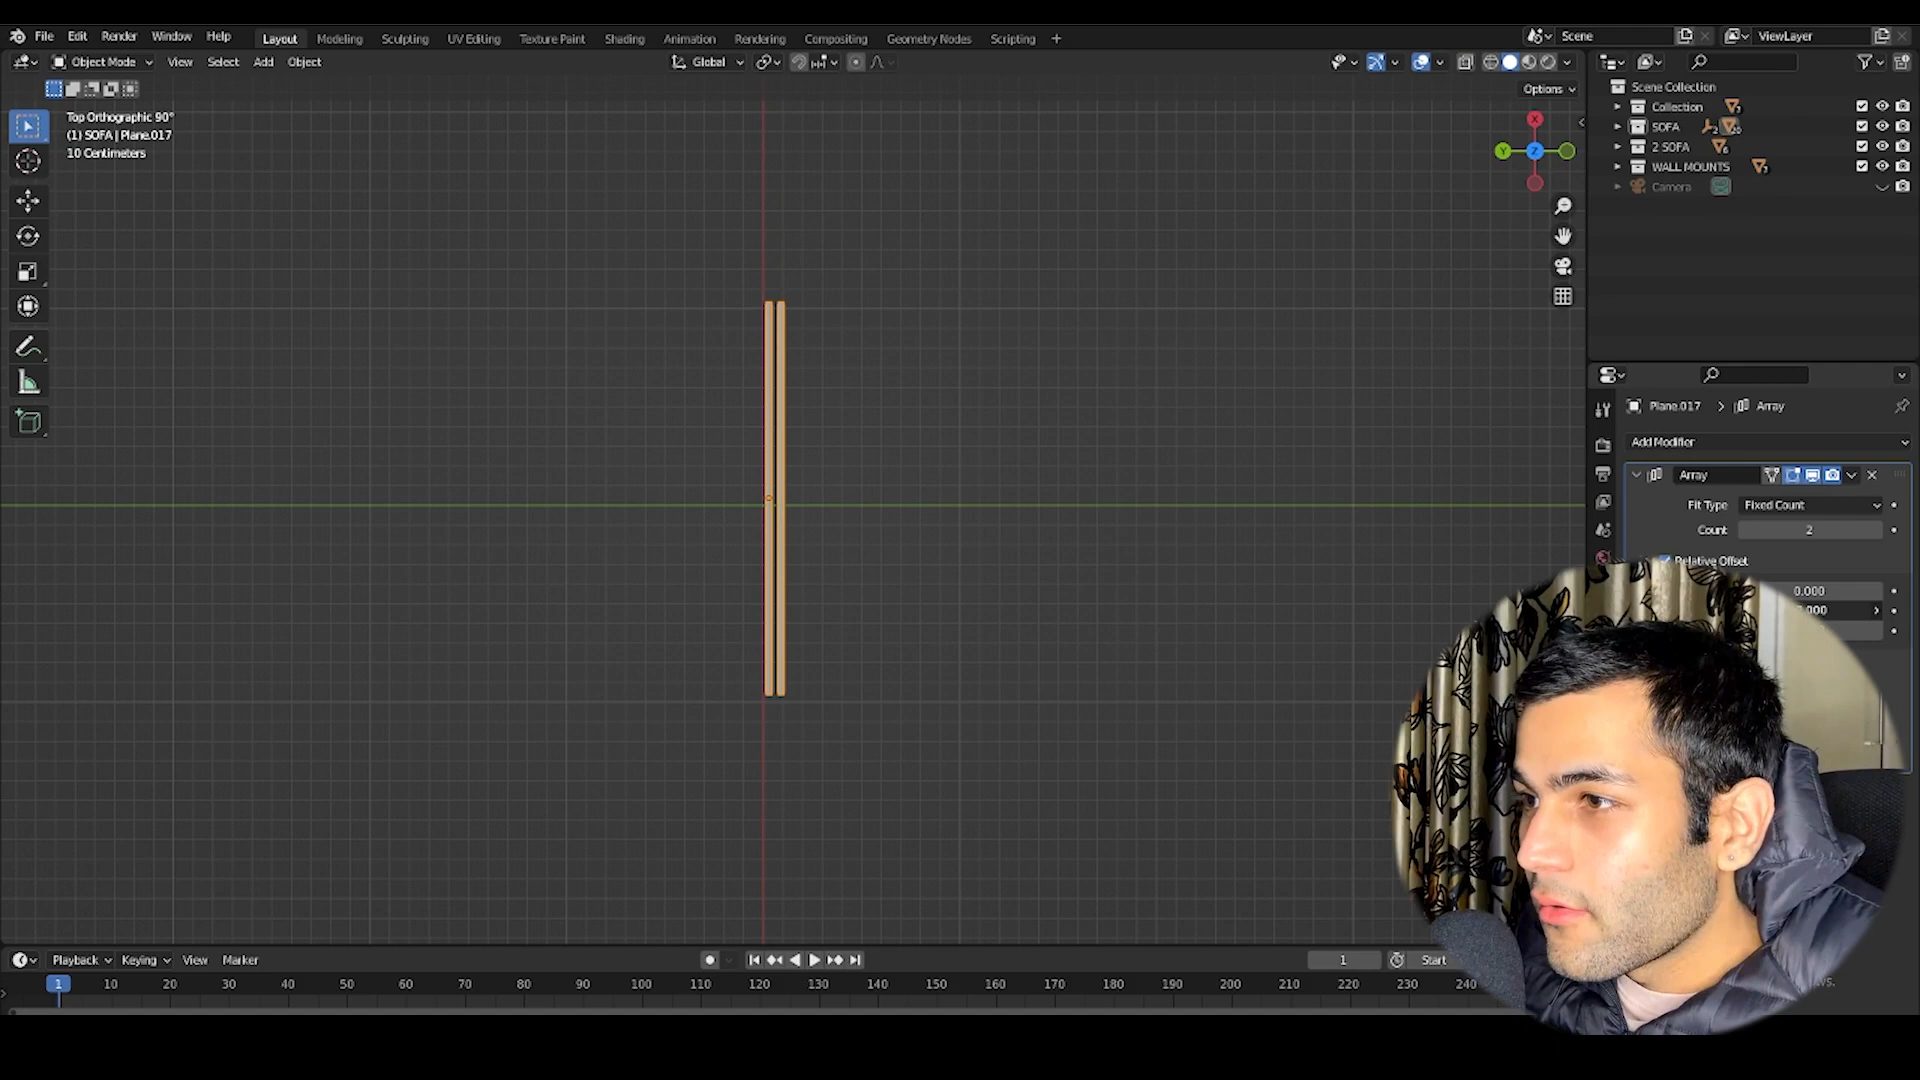 File Edit Render Window Help Layout Modeling Sculpting UV Editing Texture Paint Shading Animation Rendering Compositing Geometry Nodes Scripting + Scene ViewLayer
Object Mode View Select Add Object Global
Options
Top Orthographic 90°
(1) SOFA | Plane.017
10 Centimeters
X
Y
Z
Scene Collection
Collection
SOFA
2 SOFA
WALL MOUNTS
Camera
Plane.017 > Array
Add Modifier
Array
Fit Type Fixed Count
Count 2
Relative Offset
0.000
Playback Keying View Marker 1 Start
1 10 20 30 40 50 60 70 80 90 100 110 120 130 140 150 160 170 180 190 200 210 220 230 240